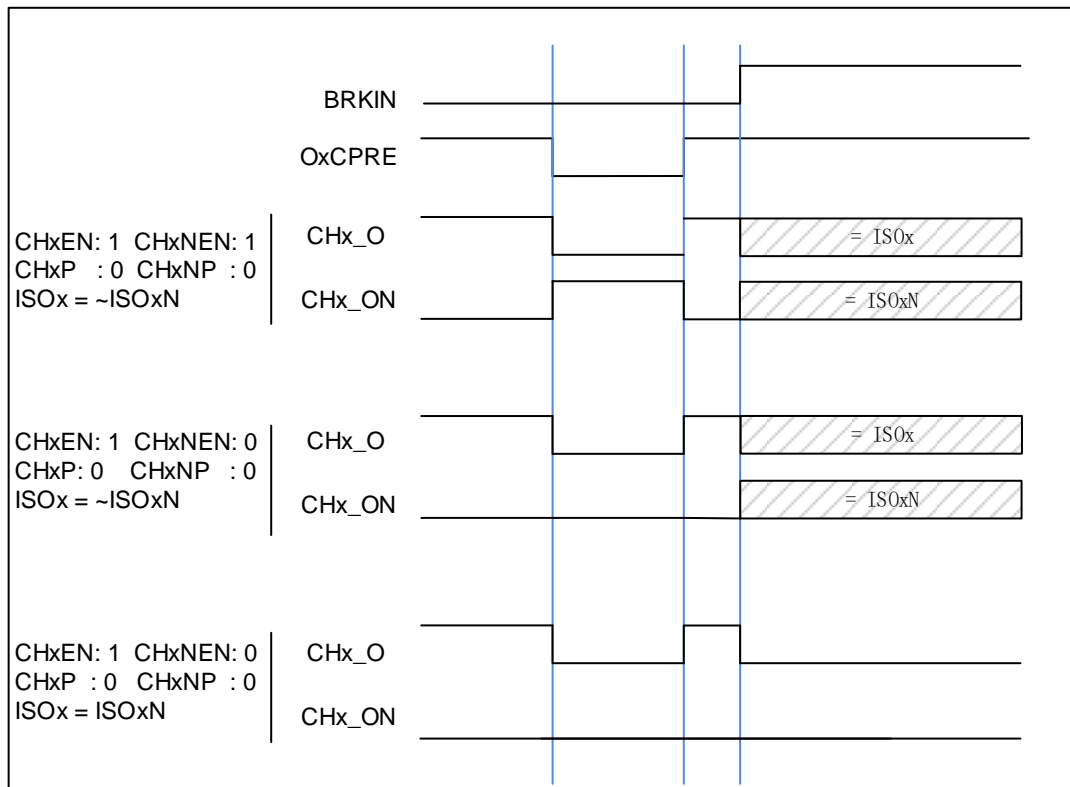 BRKIN
OxCPRE
CHxEN: 1 CHxNEN: 1
CHxP : 0 CHxNP : 0
ISOx = ~ISOxN
CHx_O
= ISOx
CHx_ON
= ISOxN
CHxEN: 1 CHxNEN: 0
CHxP: 0 CHxNP : 0
ISOx = ~ISOxN
CHx_O
= ISOx
CHx_ON
= ISOxN
CHxEN: 1 CHxNEN: 0
CHxP : 0 CHxNP : 0
ISOx = ISOxN
CHx_O
CHx_ON